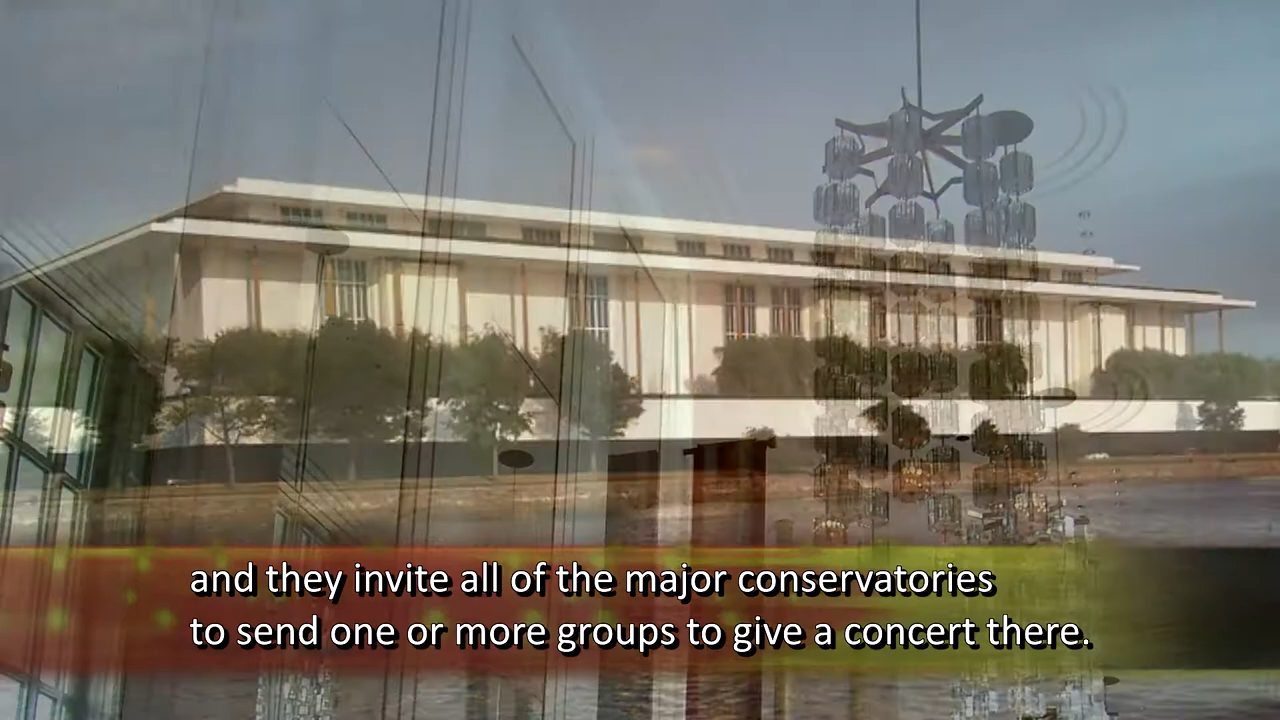 and they invite all of the major conservatories
to send one or more groups to give a concert there.